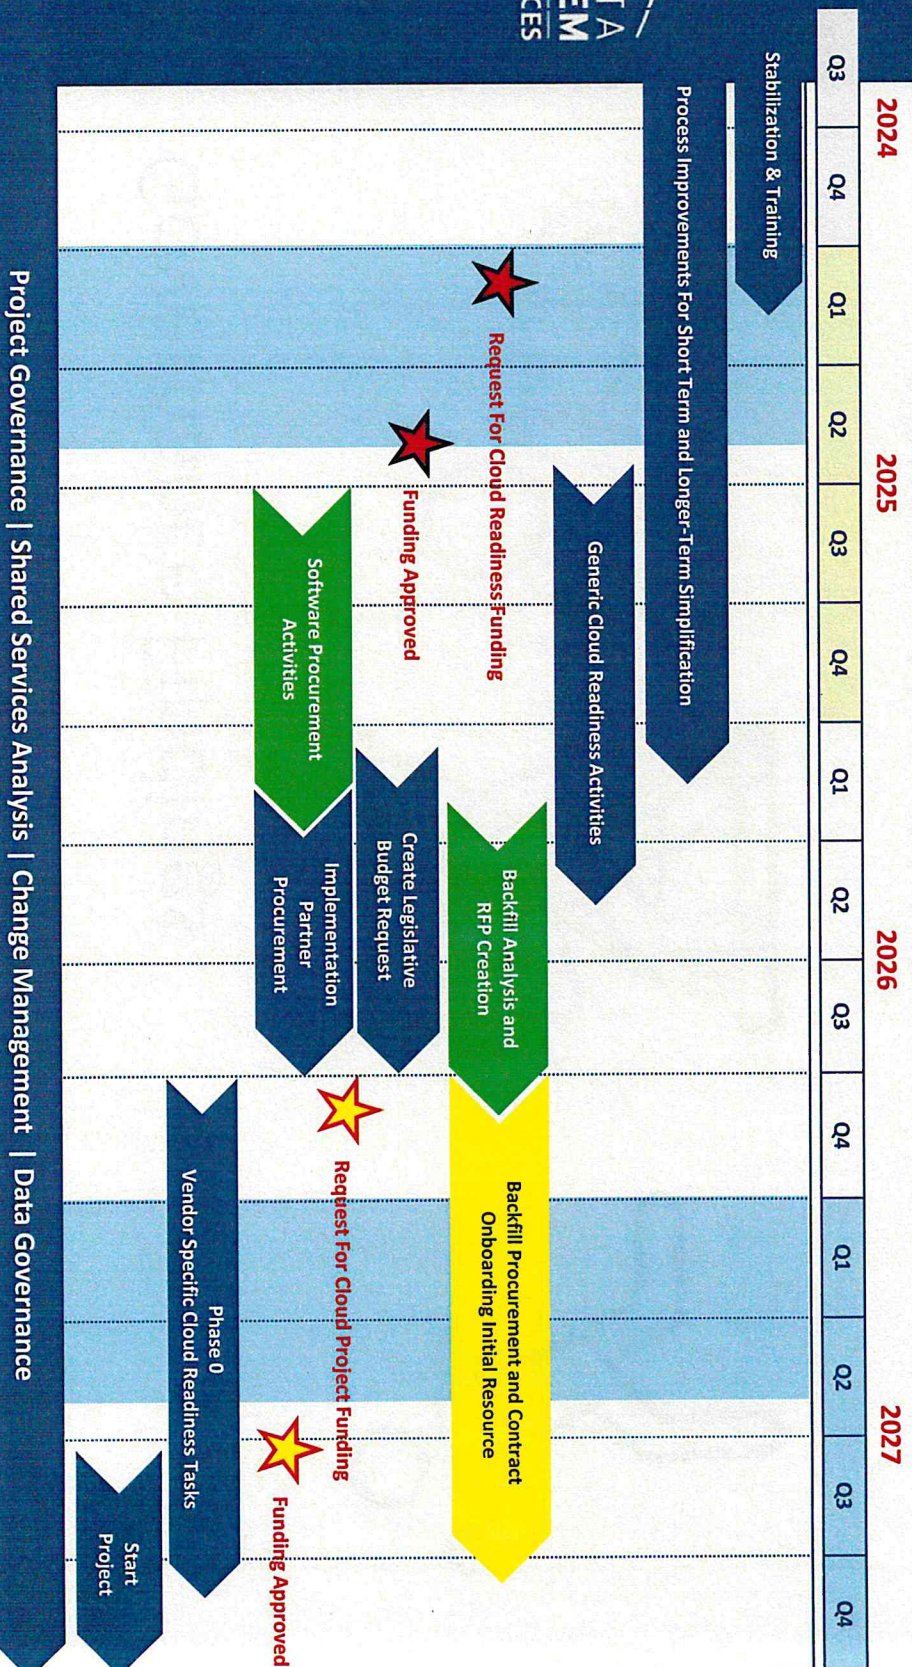 TA
EM
CES
2024
2025
2026
2027
Q3
Q4
Q1
Q2
Q3
Q4
Q1
Q2
Q3
Q4
Q1
Q2
Q3
Q4
Stabilization & Training
Process Improvements For Short Term and Longer-Term Simplification
Generic Cloud Readiness Activities
Request For Cloud Readiness Funding
Backfill Analysis and
RFP Creation
Backfill Procurement and Contract
Onboarding Initial Resource
Funding Approved
Create Legislative
Budget Request
Software Procurement
Activities
Implementation
Partner
Procurement
Request For Cloud Project Funding
Funding Approved
Phase 0
Vendor Specific Cloud Readiness Tasks
Start
Project
Project Governance | Shared Services Analysis | Change Management | Data Governance